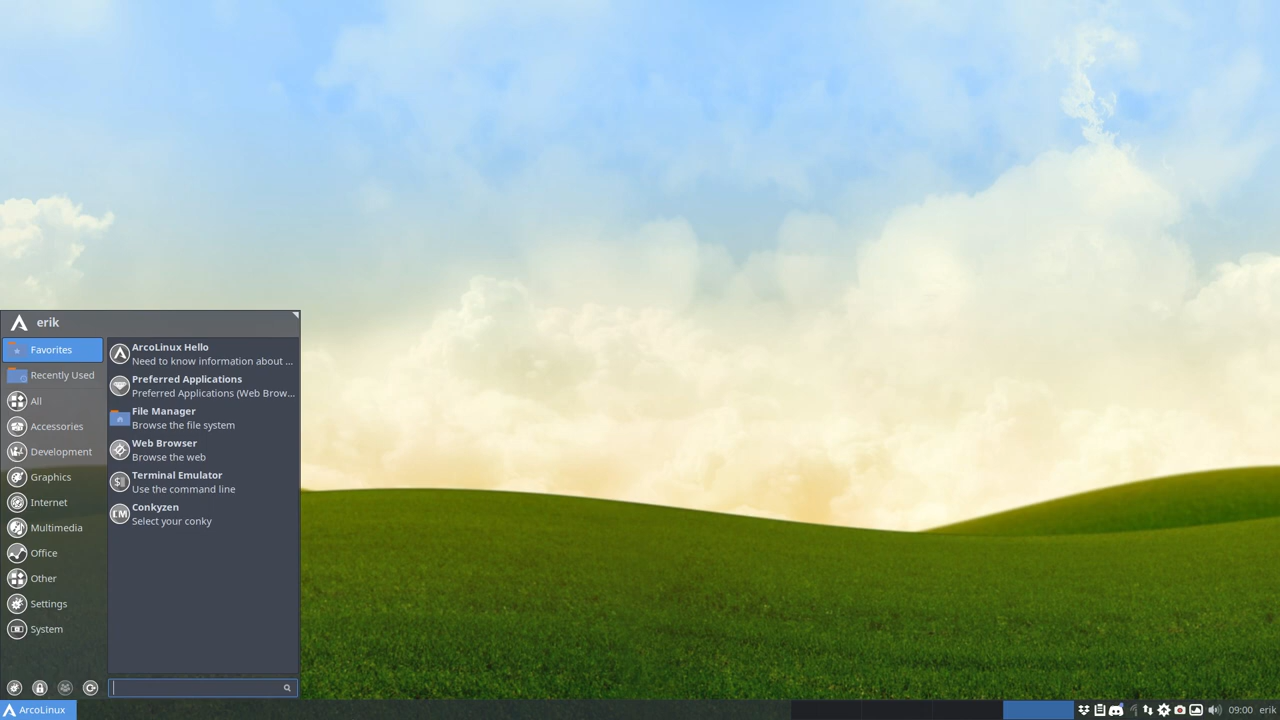 erik
Favorites
Recently Used
All
Accessories
Development
Graphics
Internet
Multimedia
Office
Other
Settings
System
ArcoLinux Hello
Need to know information about ...
Preferred Applications
Preferred Applications (Web Brow...
File Manager
Browse the file system
Web Browser
Browse the web
Terminal Emulator
Use the command line
CM
Conkyzen
Select your conky
ArcoLinux
09:00
erik